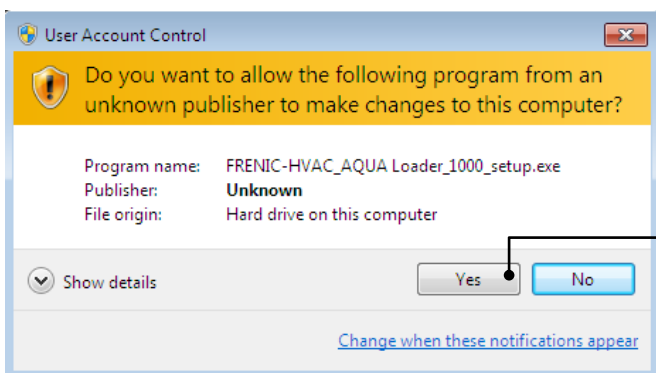 User Account Control
Do you want to allow the following program from an
unknown publisher to make changes to this computer?
Program name: FRENIC-HVAC_AQUA Loader_1000_setup.exe
Publisher: Unknown
File origin: Hard drive on this computer
Show details
Yes
No
Change when these notifications appear